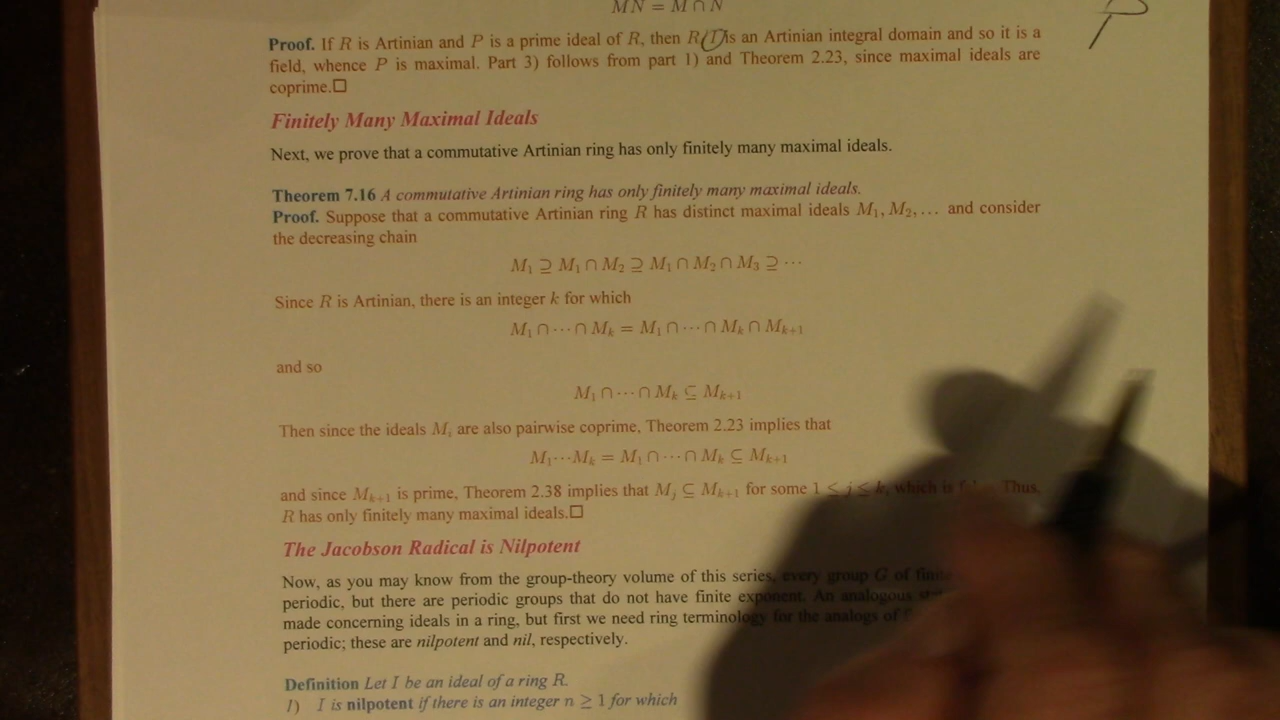 MN = M ∩ N
P
Proof. If R is Artinian and P is a prime ideal of R, then R/I is an Artinian integral domain and so it is a
field, whence P is maximal. Part 3) follows from part 1) and Theorem 2.23, since maximal ideals are
coprime.□
Finitely Many Maximal Ideals
Next, we prove that a commutative Artinian ring has only finitely many maximal ideals.
Theorem 7.16 A commutative Artinian ring has only finitely many maximal ideals.
Proof. Suppose that a commutative Artinian ring R has distinct maximal ideals M₁, M₂, … and consider
the decreasing chain
M₁ ⊇ M₁ ∩ M₂ ⊇ M₁ ∩ M₂ ∩ M₃ ⊇ ⋯
Since R is Artinian, there is an integer k for which
M₁ ∩ ⋯ ∩ Mₖ = M₁ ∩ ⋯ ∩ Mₖ ∩ Mₖ₊₁
and so
M₁ ∩ ⋯ ∩ Mₖ ⊆ Mₖ₊₁
Then since the ideals Mᵢ are also pairwise coprime, Theorem 2.23 implies that
M₁⋯Mₖ = M₁ ∩ ⋯ ∩ Mₖ ⊆ Mₖ₊₁
and since Mₖ₊₁ is prime, Theorem 2.38 implies that Mⱼ ⊆ Mₖ₊₁ for some 1 ≤ j ≤ k, which is Thus,
R has only finitely many maximal ideals.□
The Jacobson Radical is Nilpotent
Now, as you may know from the group-theory volume of this series, every group G of finite
periodic, but there are periodic groups that do not have finite exponent. An analogous
made concerning ideals in a ring, but first we need ring terminology for the analogs of
periodic; these are nilpotent and nil, respectively.
Definition Let I be an ideal of a ring R.
1) I is nilpotent if there is an integer n ≥ 1 for which